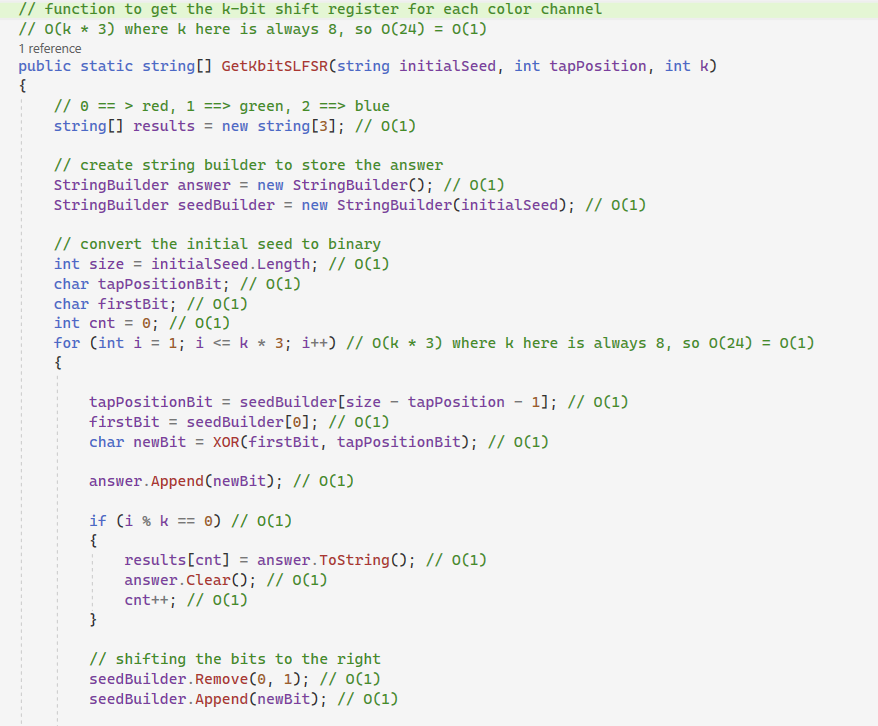 // function to get the k-bit shift register for each color channel
// O(k * 3) where k here is always 8, so O(24) = O(1)
1 reference
public static string[] GetKbitSLFSR(string initialSeed, int tapPosition, int k)
{
    // 0 == > red, 1 ==> green, 2 ==> blue
    string[] results = new string[3]; // O(1)

    // create string builder to store the answer
    StringBuilder answer = new StringBuilder(); // O(1)
    StringBuilder seedBuilder = new StringBuilder(initialSeed); // O(1)

    // convert the initial seed to binary
    int size = initialSeed.Length; // O(1)
    char tapPositionBit; // O(1)
    char firstBit; // O(1)
    int cnt = 0; // O(1)
    for (int i = 1; i <= k * 3; i++) // O(k * 3) where k here is always 8, so O(24) = O(1)
    {

        tapPositionBit = seedBuilder[size - tapPosition - 1]; // O(1)
        firstBit = seedBuilder[0]; // O(1)
        char newBit = XOR(firstBit, tapPositionBit); // O(1)

        answer.Append(newBit); // O(1)

        if (i % k == 0) // O(1)
        {
            results[cnt] = answer.ToString(); // O(1)
            answer.Clear(); // O(1)
            cnt++; // O(1)
        }

        // shifting the bits to the right
        seedBuilder.Remove(0, 1); // O(1)
        seedBuilder.Append(newBit); // O(1)